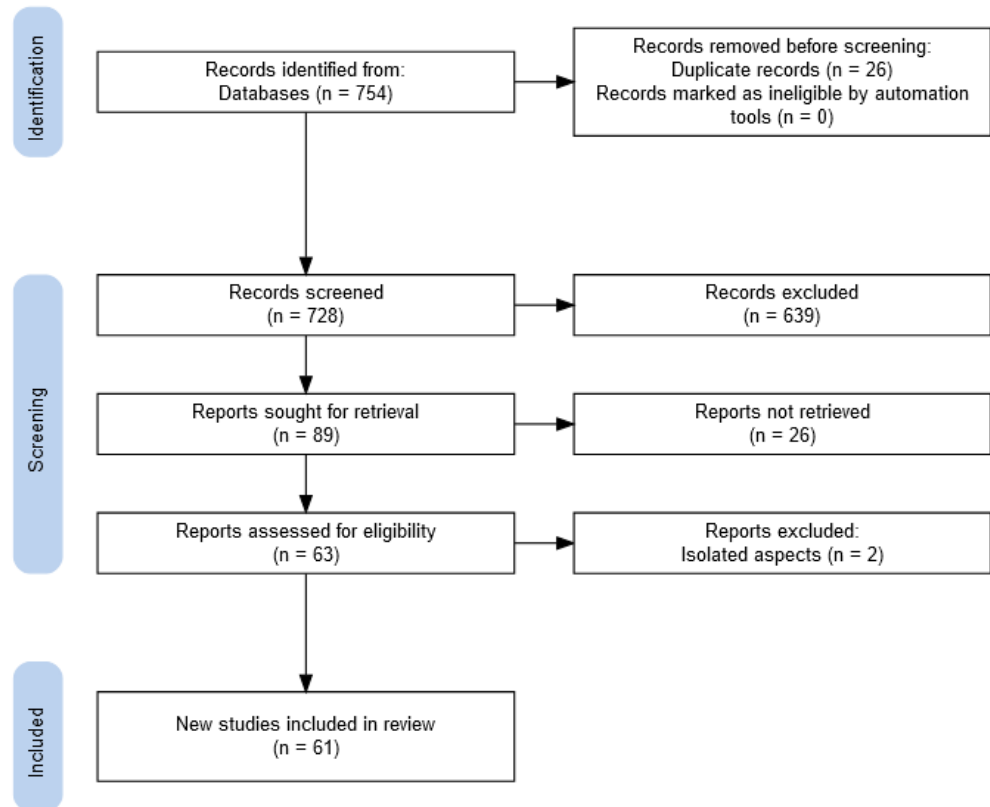 Identification
Records identified from:
Databases (n = 754)
Records removed before screening:
Duplicate records (n = 26)
Records marked as ineligible by automation
tools (n = 0)
Screening
Records screened
(n = 728)
Records excluded
(n = 639)
Reports sought for retrieval
(n = 89)
Reports not retrieved
(n = 26)
Reports assessed for eligibility
(n = 63)
Reports excluded:
Isolated aspects (n = 2)
Included
New studies included in review
(n = 61)